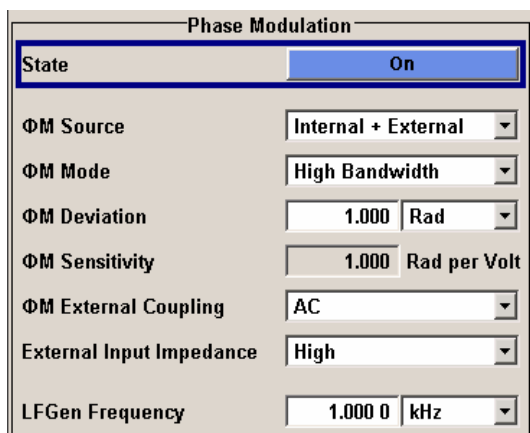 Phase Modulation
State On
ΦM Source Internal + External
ΦM Mode High Bandwidth
ΦM Deviation 1.000 Rad
ΦM Sensitivity 1.000 Rad per Volt
ΦM External Coupling AC
External Input Impedance High
LFGen Frequency 1.000 0 kHz